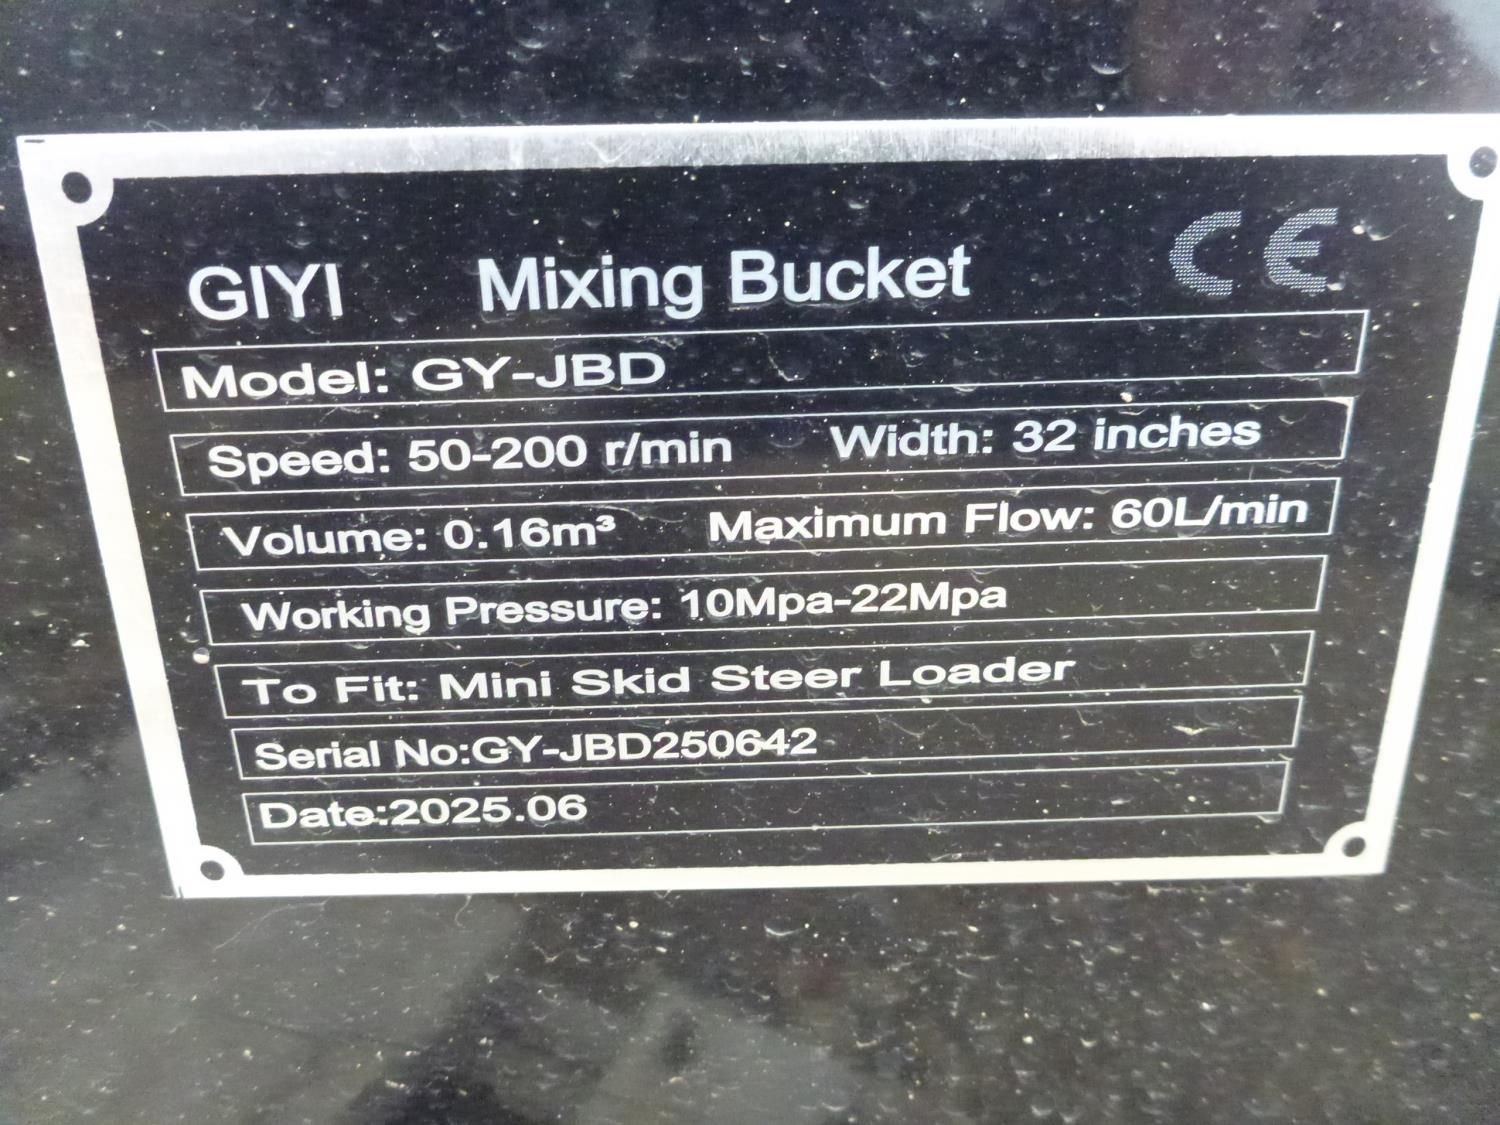 GIYI Mixing Bucket CE
Model: GY-JBD
Speed: 50-200 r/min Width: 32 inches
Volume: 0.16m³ Maximum Flow: 60L/min
Working Pressure: 10Mpa-22Mpa
To Fit: Mini Skid Steer Loader
Serial No:GY-JBD250642
Date:2025.06